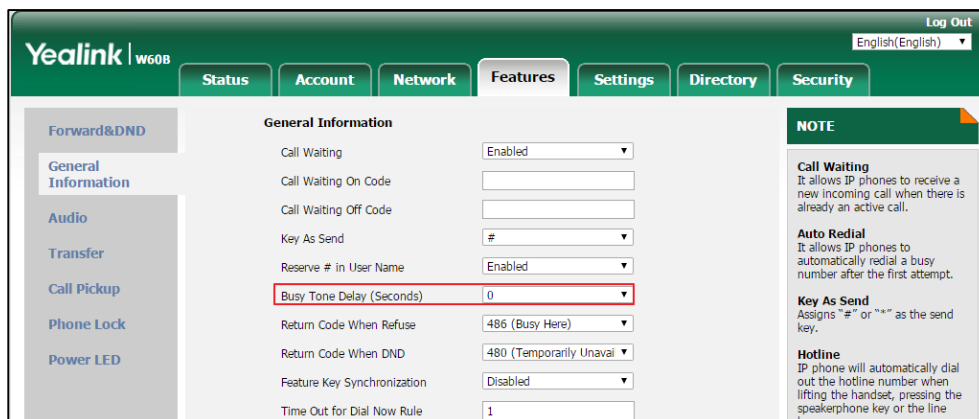 Log Out
English(English)
Yealink W60B
Status
Account
Network
Features
Settings
Directory
Security
Forward&DND
General
Information
Audio
Transfer
Call Pickup
Phone Lock
Power LED
General Information
Call Waiting Enabled
Call Waiting On Code
Call Waiting Off Code
Key As Send #
Reserve # in User Name Enabled
Busy Tone Delay (Seconds) 0
Return Code When Refuse 486 (Busy Here)
Return Code When DND 480 (Temporarily Unavai
Feature Key Synchronization Disabled
Time Out for Dial Now Rule 1
NOTE
Call Waiting
It allows IP phones to receive a
new incoming call when there is
already an active call.
Auto Redial
It allows IP phones to
automatically redial a busy
number after the first attempt.
Key As Send
Assigns "#" or "*" as the send
key.
Hotline
IP phone will automatically dial
out the hotline number when
lifting the handset, pressing the
speakerphone key or the line